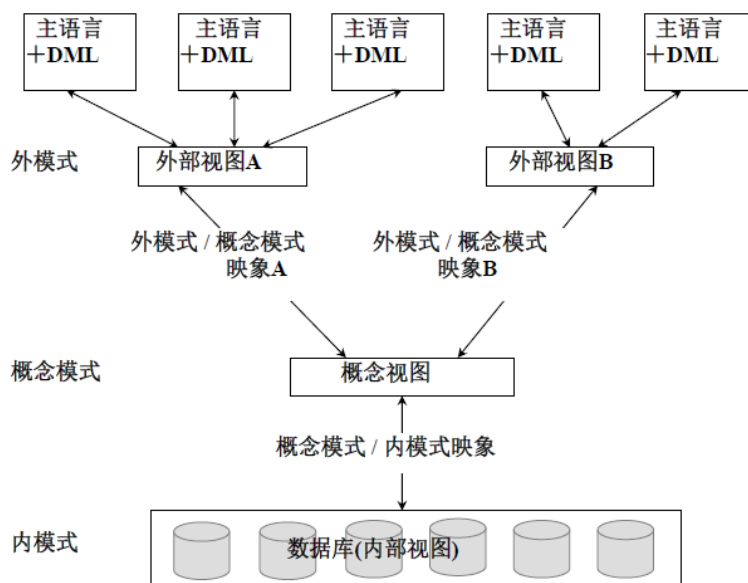 主语言
＋DML
主语言
＋DML
主语言
＋DML
主语言
＋DML
主语言
＋DML
外模式
外部视图A
外部视图B
外模式 / 概念模式
映象A
外模式 / 概念模式
映象B
概念模式
概念视图
概念模式 / 内模式映象
内模式
数据库(内部视图)